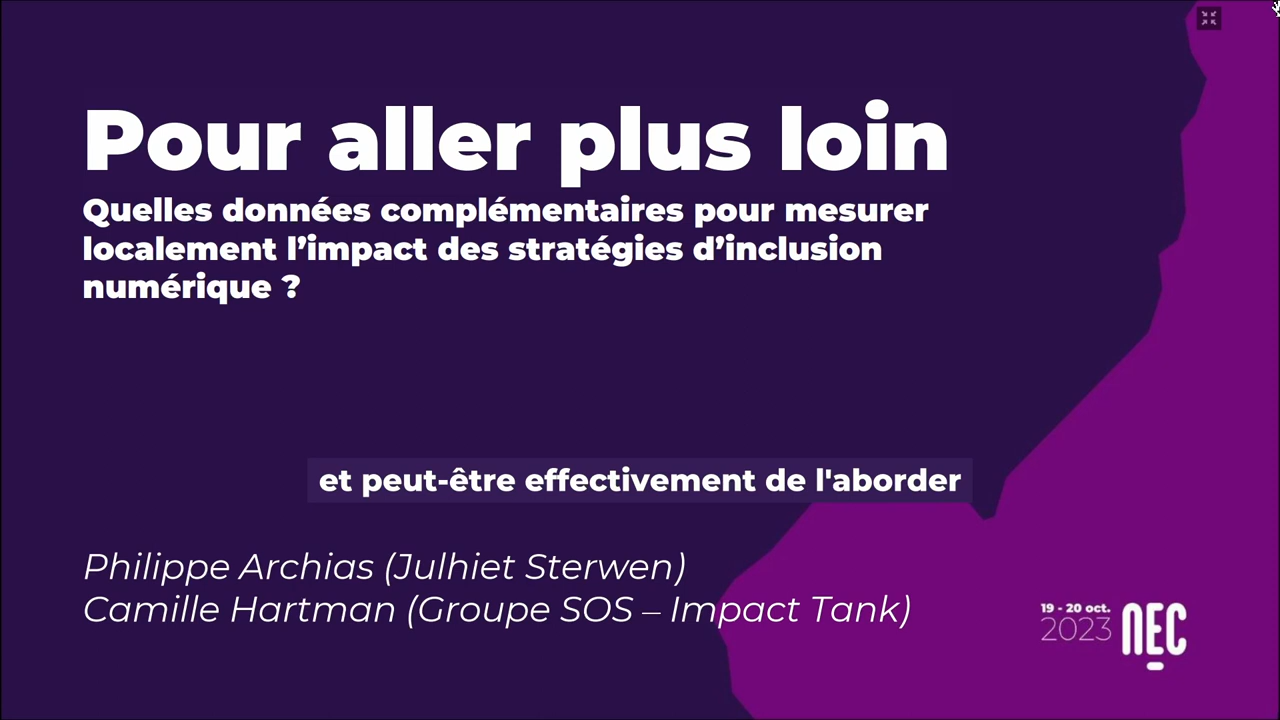 Pour aller plus loin
Quelles données complémentaires pour mesurer
localement l’impact des stratégies d’inclusion
numérique ?
et peut-être effectivement de l'aborder
Philippe Archias (Julhiet Sterwen)
Camille Hartman (Groupe SOS – Impact Tank)
19 - 20 oct.
2023
NEC